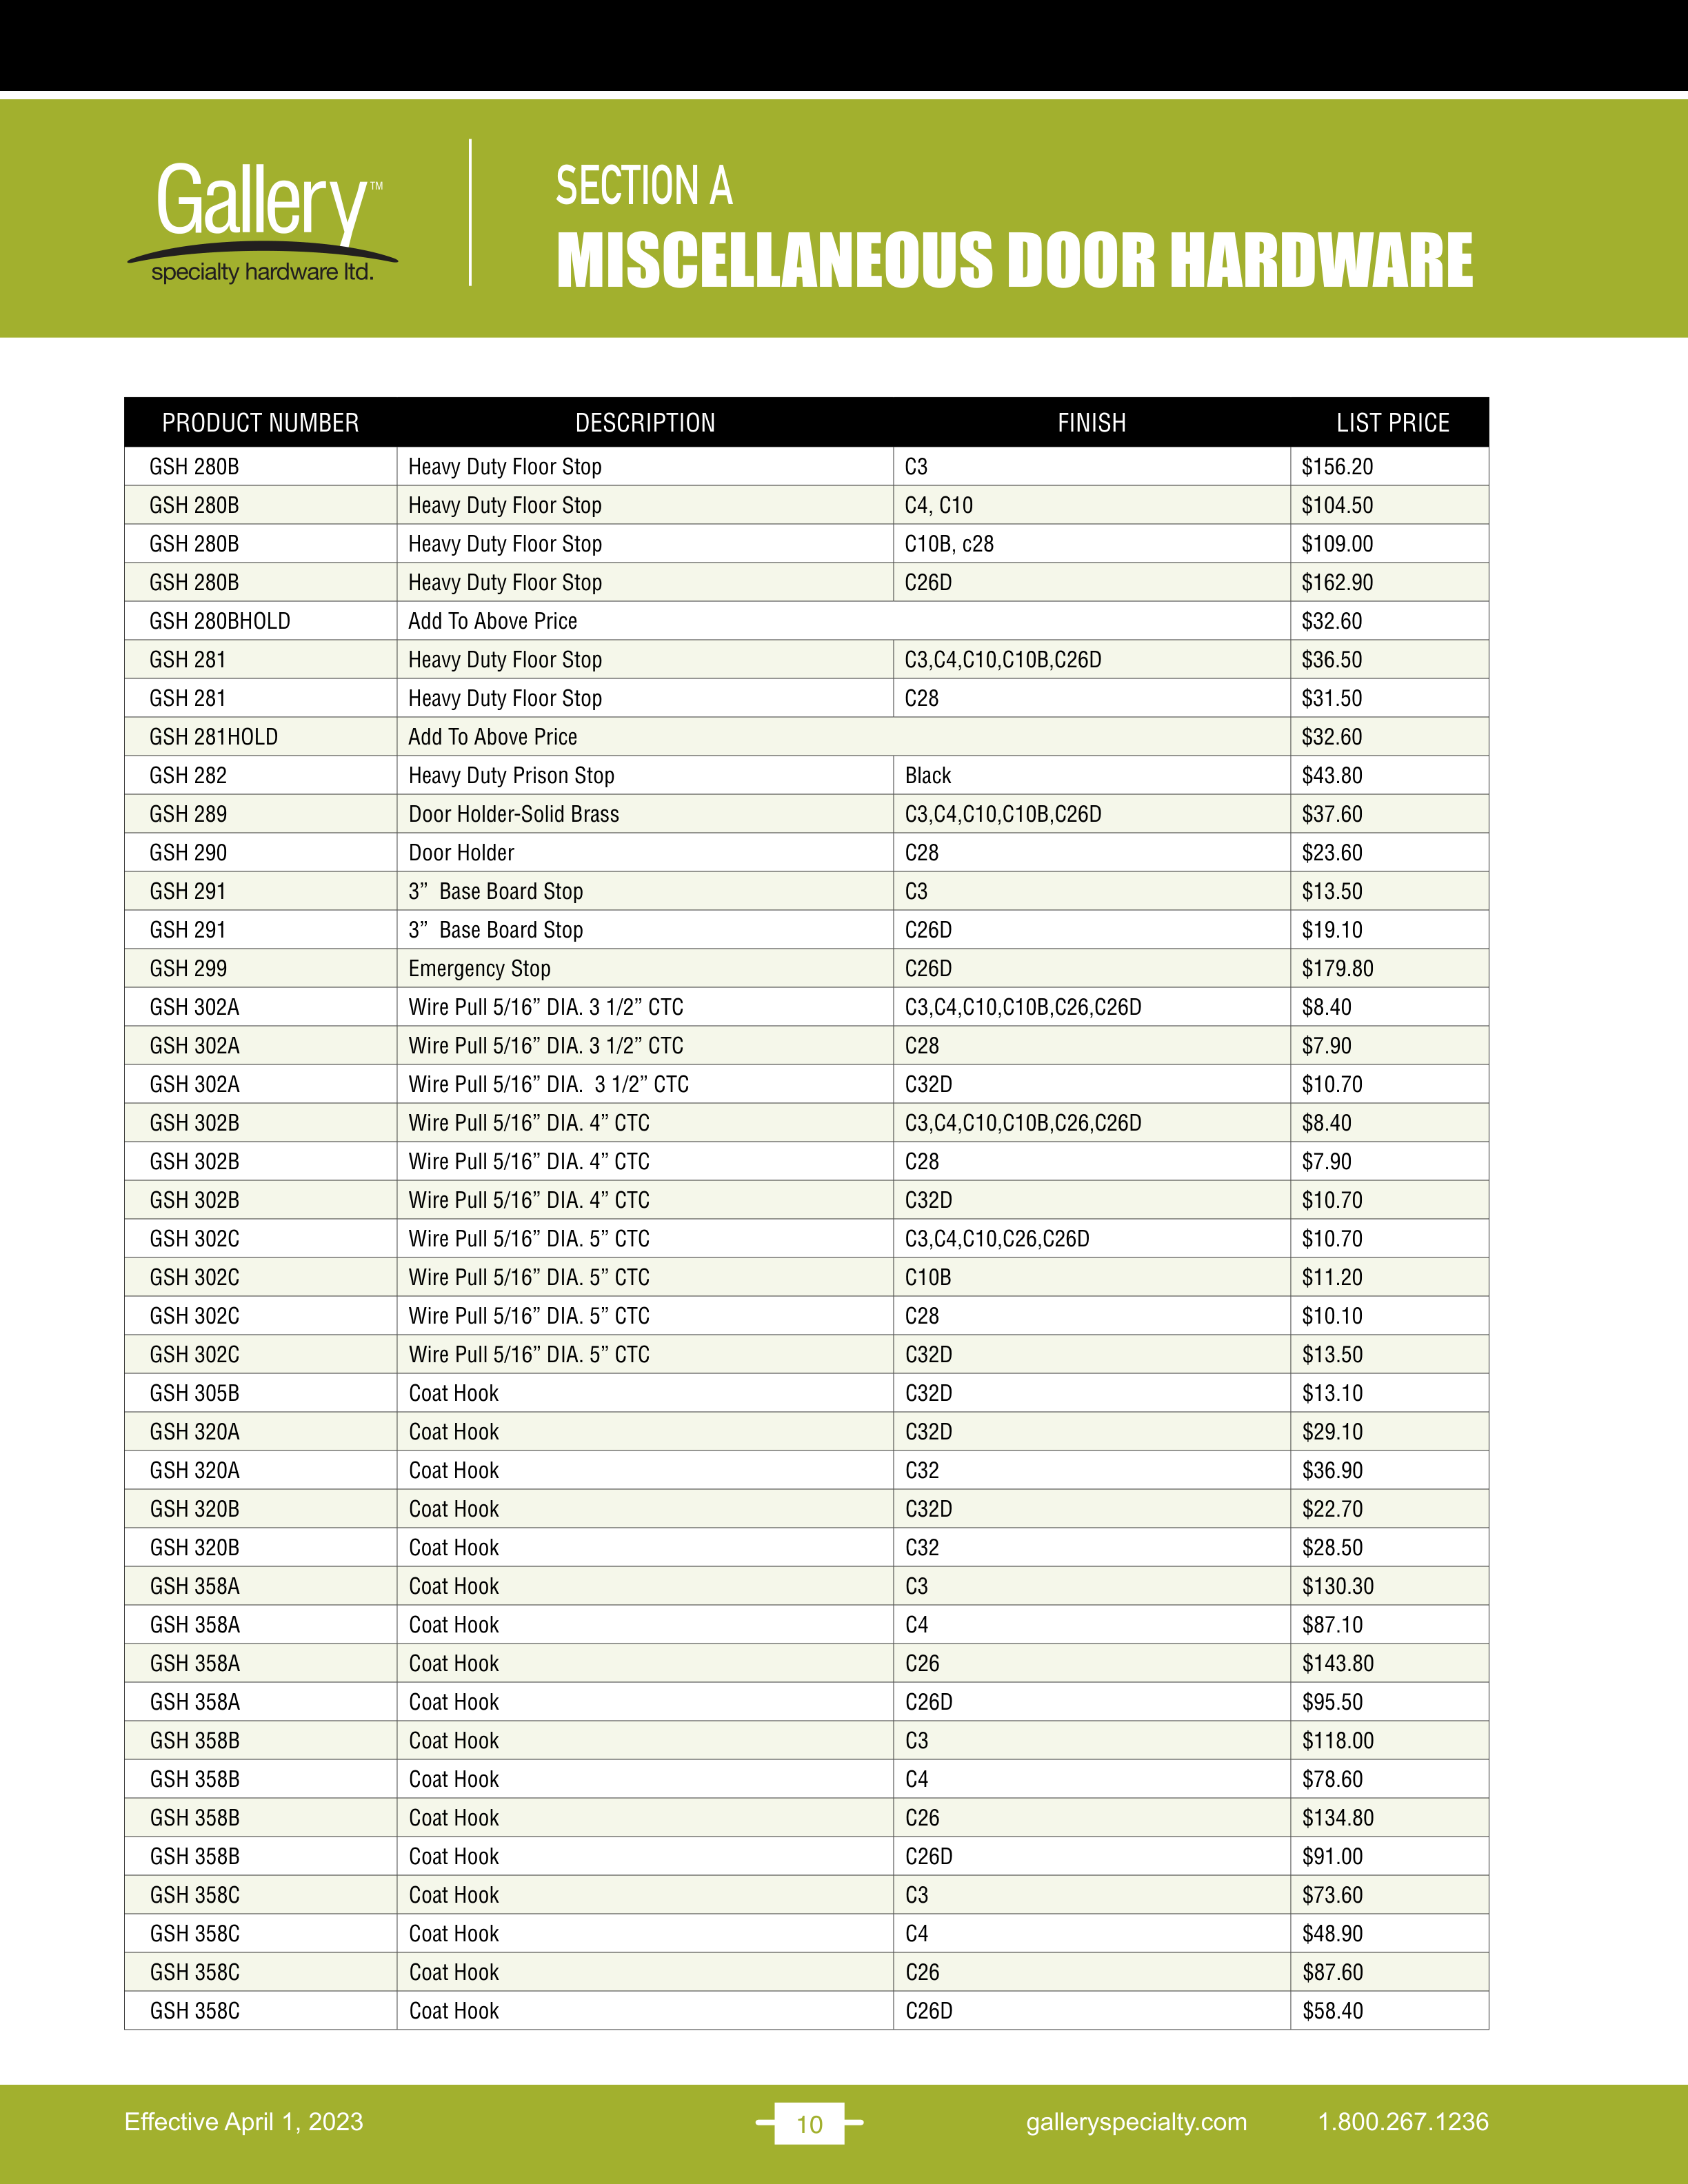 Gallery™
specialty hardware ltd.
SECTION A
MISCELLANEOUS DOOR HARDWARE
PRODUCT NUMBER DESCRIPTION FINISH LIST PRICE
GSH 280B Heavy Duty Floor Stop C3 $156.20
GSH 280B Heavy Duty Floor Stop C4, C10 $104.50
GSH 280B Heavy Duty Floor Stop C10B, c28 $109.00
GSH 280B Heavy Duty Floor Stop C26D $162.90
GSH 280BHOLD Add To Above Price $32.60
GSH 281 Heavy Duty Floor Stop C3,C4,C10,C10B,C26D $36.50
GSH 281 Heavy Duty Floor Stop C28 $31.50
GSH 281HOLD Add To Above Price $32.60
GSH 282 Heavy Duty Prison Stop Black $43.80
GSH 289 Door Holder-Solid Brass C3,C4,C10,C10B,C26D $37.60
GSH 290 Door Holder C28 $23.60
GSH 291 3” Base Board Stop C3 $13.50
GSH 291 3” Base Board Stop C26D $19.10
GSH 299 Emergency Stop C26D $179.80
GSH 302A Wire Pull 5/16” DIA. 3 1/2” CTC C3,C4,C10,C10B,C26,C26D $8.40
GSH 302A Wire Pull 5/16” DIA. 3 1/2” CTC C28 $7.90
GSH 302A Wire Pull 5/16” DIA. 3 1/2” CTC C32D $10.70
GSH 302B Wire Pull 5/16” DIA. 4” CTC C3,C4,C10,C10B,C26,C26D $8.40
GSH 302B Wire Pull 5/16” DIA. 4” CTC C28 $7.90
GSH 302B Wire Pull 5/16” DIA. 4” CTC C32D $10.70
GSH 302C Wire Pull 5/16” DIA. 5” CTC C3,C4,C10,C26,C26D $10.70
GSH 302C Wire Pull 5/16” DIA. 5” CTC C10B $11.20
GSH 302C Wire Pull 5/16” DIA. 5” CTC C28 $10.10
GSH 302C Wire Pull 5/16” DIA. 5” CTC C32D $13.50
GSH 305B Coat Hook C32D $13.10
GSH 320A Coat Hook C32D $29.10
GSH 320A Coat Hook C32 $36.90
GSH 320B Coat Hook C32D $22.70
GSH 320B Coat Hook C32 $28.50
GSH 358A Coat Hook C3 $130.30
GSH 358A Coat Hook C4 $87.10
GSH 358A Coat Hook C26 $143.80
GSH 358A Coat Hook C26D $95.50
GSH 358B Coat Hook C3 $118.00
GSH 358B Coat Hook C4 $78.60
GSH 358B Coat Hook C26 $134.80
GSH 358B Coat Hook C26D $91.00
GSH 358C Coat Hook C3 $73.60
GSH 358C Coat Hook C4 $48.90
GSH 358C Coat Hook C26 $87.60
GSH 358C Coat Hook C26D $58.40
Effective April 1, 2023 10 galleryspecialty.com 1.800.267.1236